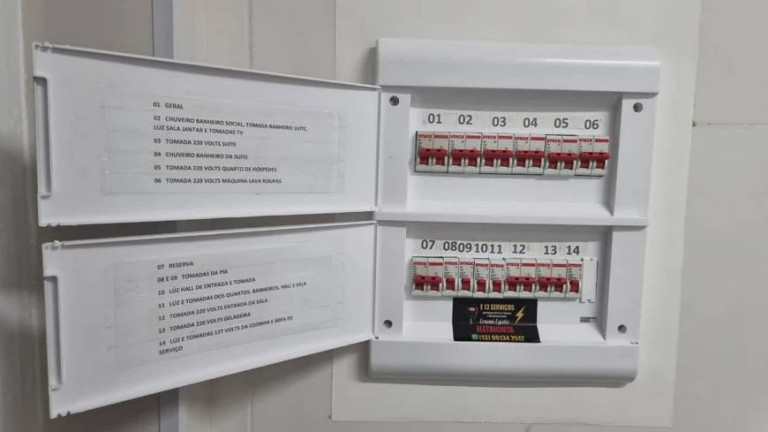 01 GERAL
02 CHUVEIRO BANHEIRO SOCIAL, TOMADA BANHEIRO SUITE,
LUZ SALA JANTAR E TOMADAS TV
03 TOMADA 220 VOLTS SUITE
04 CHUVEIRO BANHEIRO DA SUITE
05 TOMADA 220 VOLTS QUARTO DE HÓSPEDES
06 TOMADA 220 VOLTS MÁQUINA LAVA ROUPAS
01 02 03 04 05 06
07 RESERVA
08 E 09 TOMADAS DA PIA
10 LUZ HALL DE ENTRADA E TOMADA
11 LUZ E TOMADAS DOS QUARTOS, BANHEIROS, HALL E SALA
12 TOMADA 220 VOLTS ENTRADA DA SALA
13 TOMADA 220 VOLTS GELADEIRA
14 LUZ E TOMADAS 127 VOLTS DA COZINHA E ÁREA DE
SERVIÇO
07 08 09 10 11 12 13 14
E 13 SERVIÇOS
ELETRICISTA